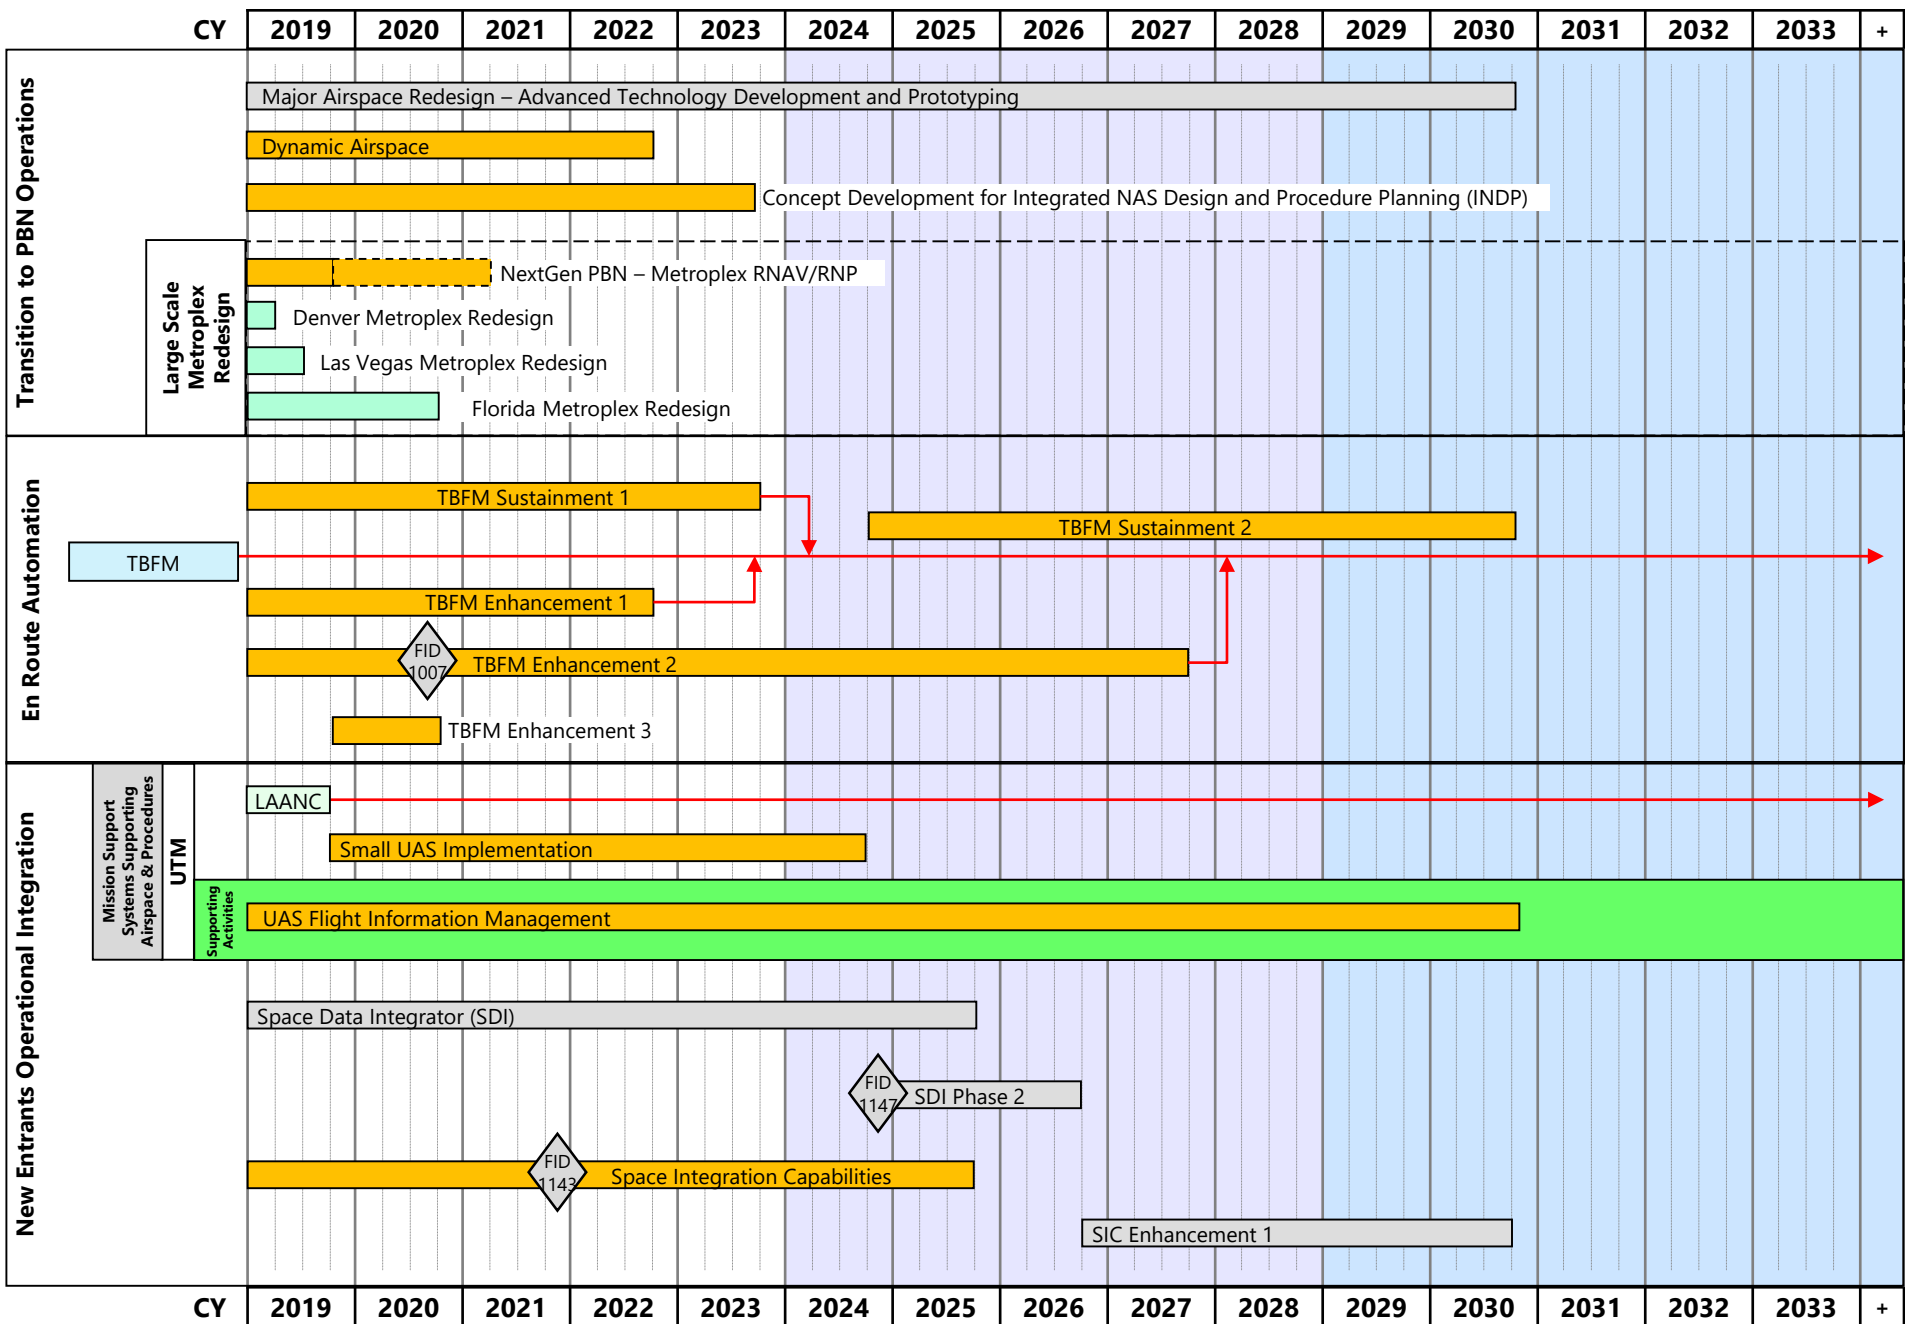 CY 2019 2020 2021 2022 2023 2024 2025 2026 2027 2028 2029 2030 2031 2032 2033 +
Transition to PBN Operations
Major Airspace Redesign – Advanced Technology Development and Prototyping
Dynamic Airspace
Concept Development for Integrated NAS Design and Procedure Planning (INDP)
Large Scale
Metroplex
Redesign
NextGen PBN – Metroplex RNAV/RNP
Denver Metroplex Redesign
Las Vegas Metroplex Redesign
Florida Metroplex Redesign
En Route Automation
TBFM Sustainment 1
TBFM Sustainment 2
TBFM
TBFM Enhancement 1
FID
1007
TBFM Enhancement 2
TBFM Enhancement 3
New Entrants Operational Integration
Mission Support
Systems Supporting
Airspace & Procedures
UTM
LAANC
Small UAS Implementation
Supporting
Activities
UAS Flight Information Management
Space Data Integrator (SDI)
FID
1147
SDI Phase 2
FID
1143
Space Integration Capabilities
SIC Enhancement 1
CY 2019 2020 2021 2022 2023 2024 2025 2026 2027 2028 2029 2030 2031 2032 2033 +